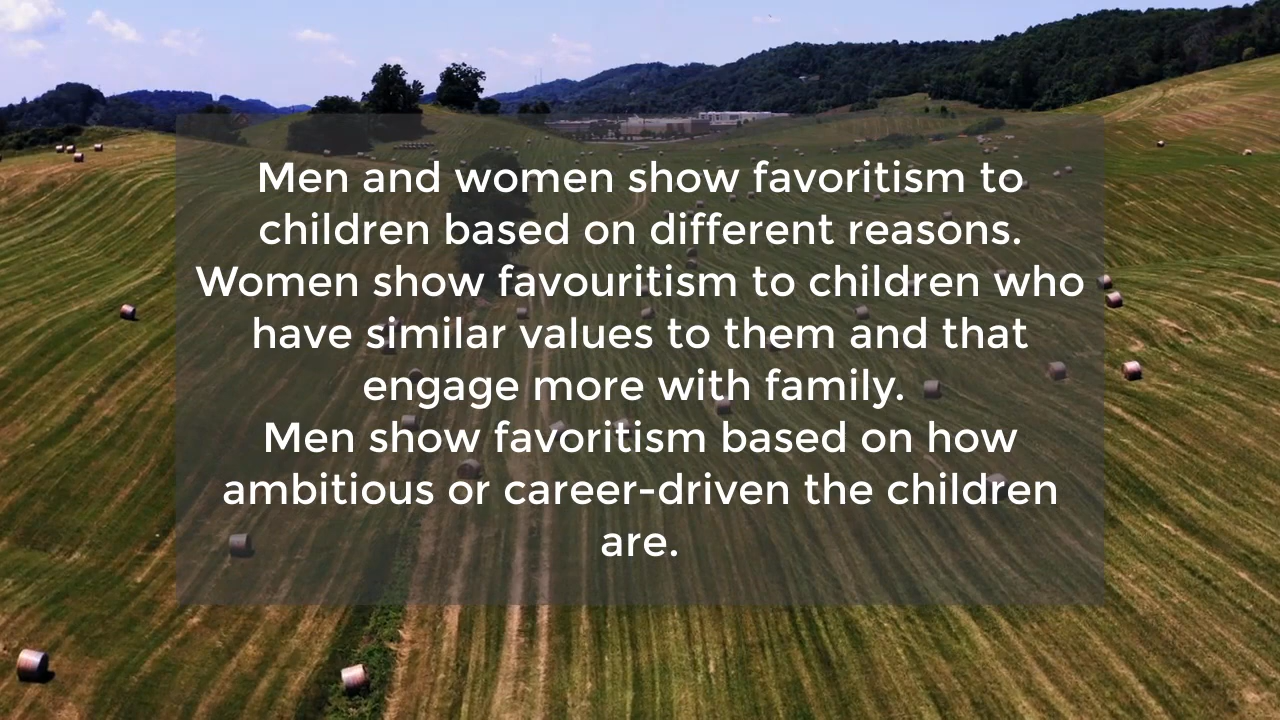 Men and women show favoritism to
children based on different reasons.
Women show favouritism to children who
have similar values to them and that
engage more with family.
Men show favoritism based on how
ambitious or career-driven the children
are.